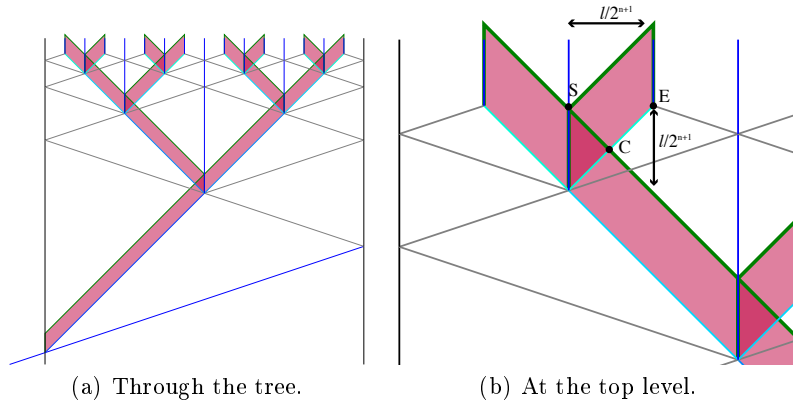 l/2ⁿ⁺¹
S
E
C
l/2ⁿ⁺¹
(a) Through the tree.
(b) At the top level.